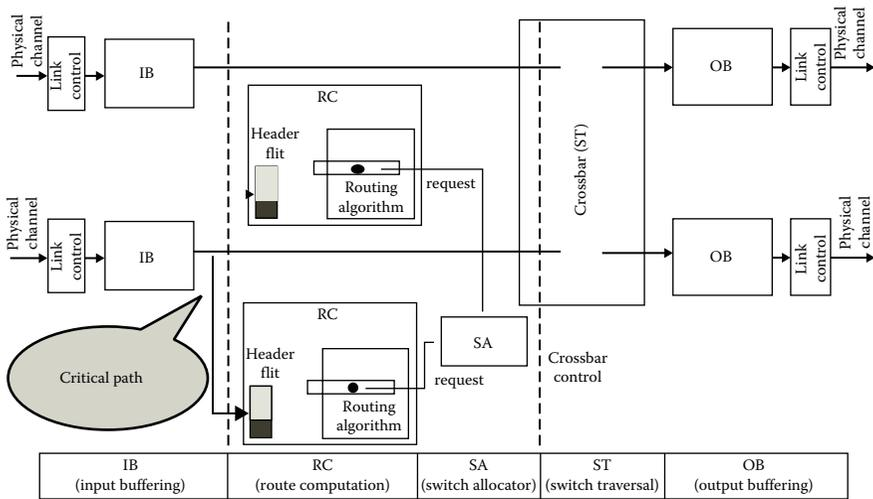 Physical channel
Link control
IB
RC
Header flit
Routing algorithm
request
Crossbar (ST)
OB
Link control
Physical channel
Physical channel
Link control
IB
OB
Link control
Physical channel
RC
Header flit
Routing algorithm
request
SA
Crossbar control
Critical path
IB
(input buffering)
RC
(route computation)
SA
(switch allocator)
ST
(switch traversal)
OB
(output buffering)